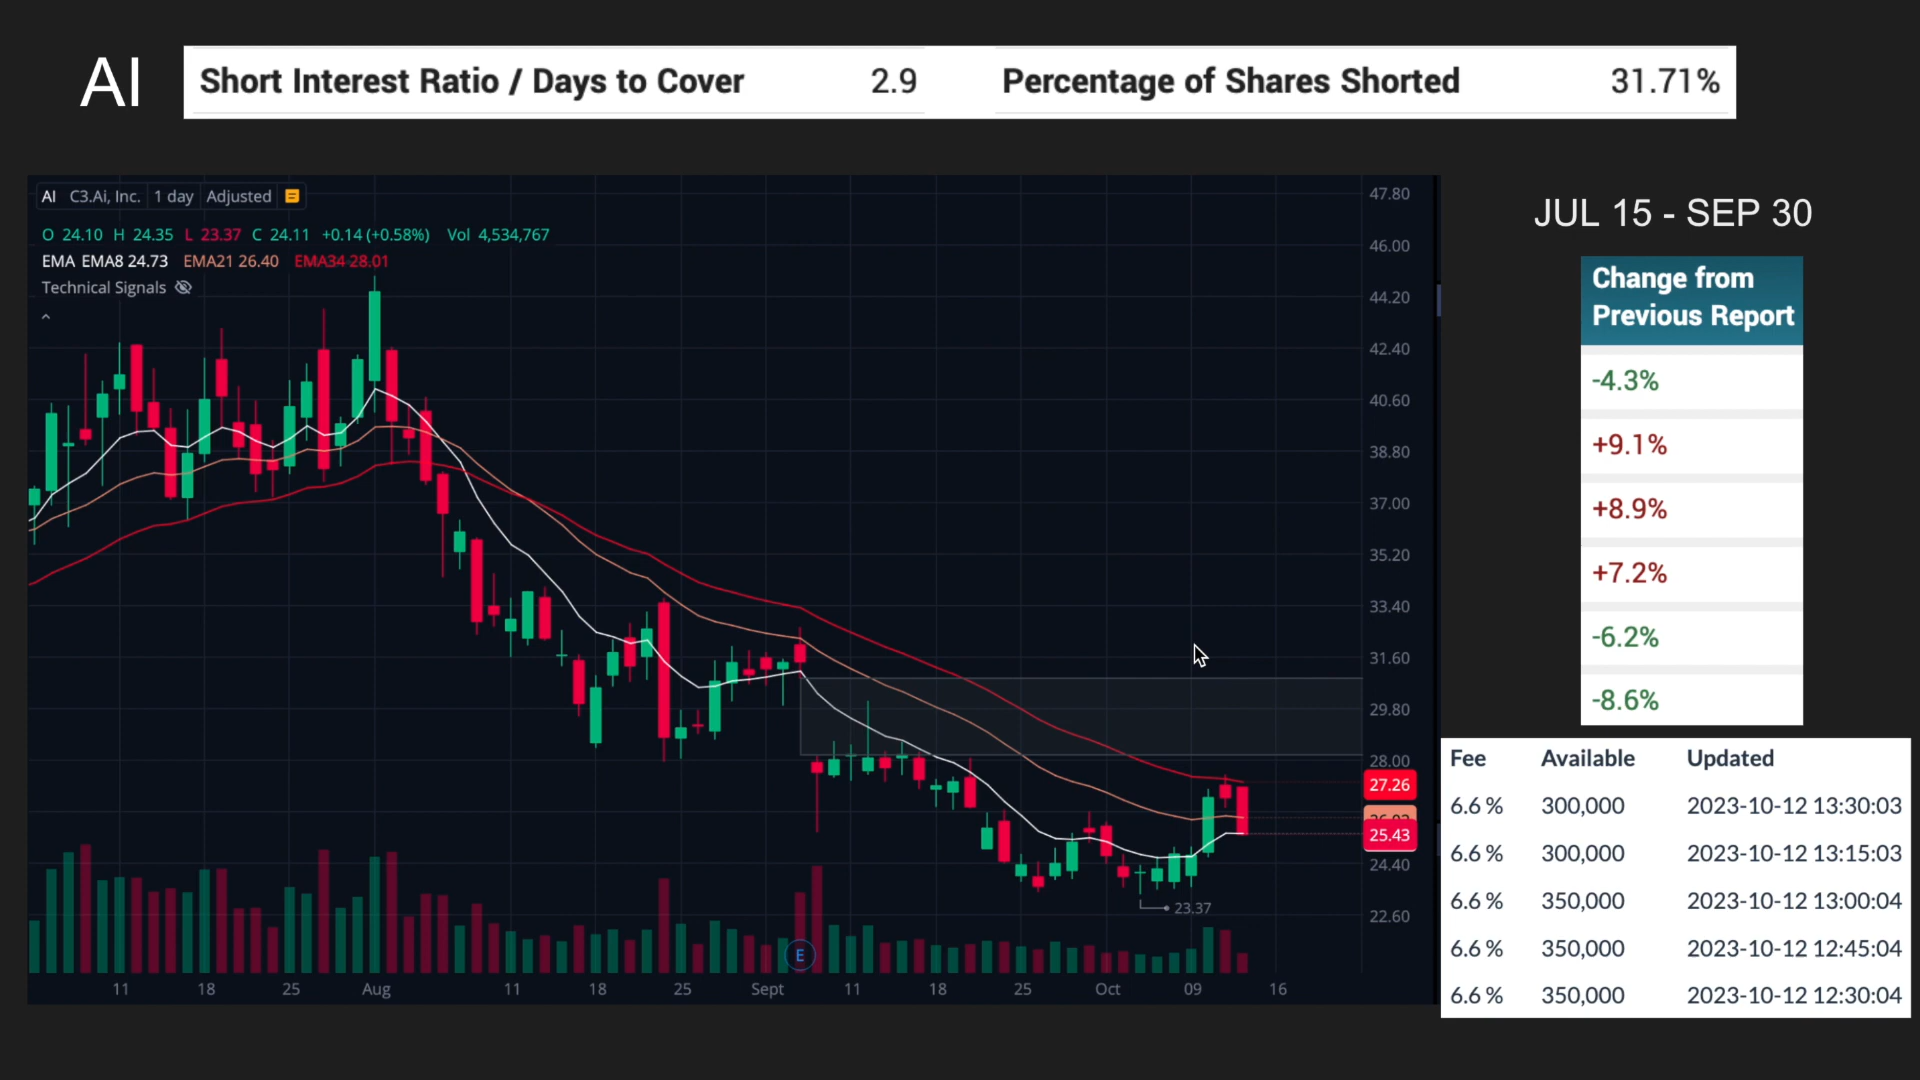 AI
Short Interest Ratio / Days to Cover 2.9 Percentage of Shares Shorted 31.71%
AI C3.Ai, Inc. 1 day Adjusted
O 24.10 H 24.35 L 23.37 C 24.11 +0.14 (+0.58%) Vol 4,534,767
EMA EMA8 24.73 EMA21 26.40 EMA34 28.01
Technical Signals
47.80
46.00
44.20
42.40
40.60
38.80
37.00
35.20
33.40
31.60
29.80
28.00
27.26
25.43
24.40
22.60
23.37
E
11 18 25 Aug 11 18 25 Sept 11 18 25 Oct 09 16
JUL 15 - SEP 30
Change from
Previous Report
-4.3%
+9.1%
+8.9%
+7.2%
-6.2%
-8.6%
Fee Available Updated
6.6 % 300,000 2023-10-12 13:30:03
6.6 % 300,000 2023-10-12 13:15:03
6.6 % 350,000 2023-10-12 13:00:04
6.6 % 350,000 2023-10-12 12:45:04
6.6 % 350,000 2023-10-12 12:30:04